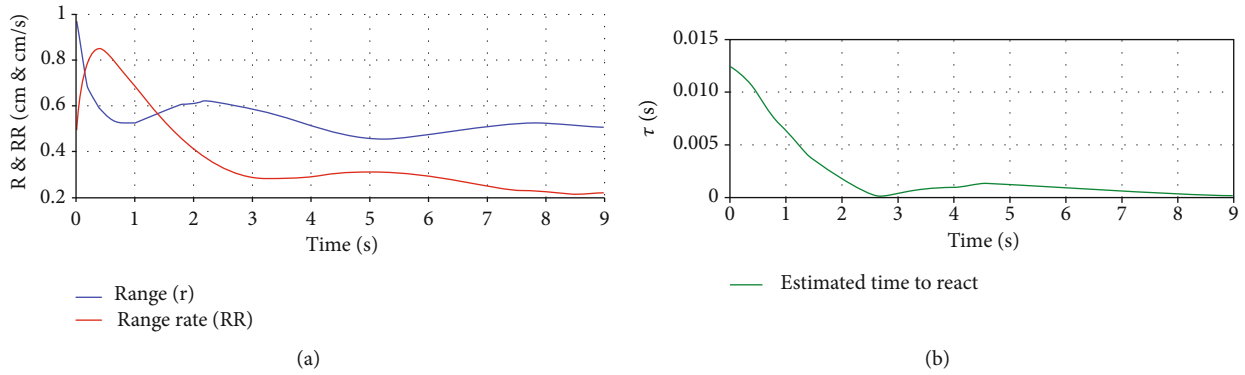 R & RR (cm & cm/s)
1
0.8
0.6
0.4
0.2
0 1 2 3 4 5 6 7 8 9
Time (s)
Range (r)
Range rate (RR)
(a)
τ (s)
0.015
0.010
0.005
0
0 1 2 3 4 5 6 7 8 9
Time (s)
Estimated time to react
(b)